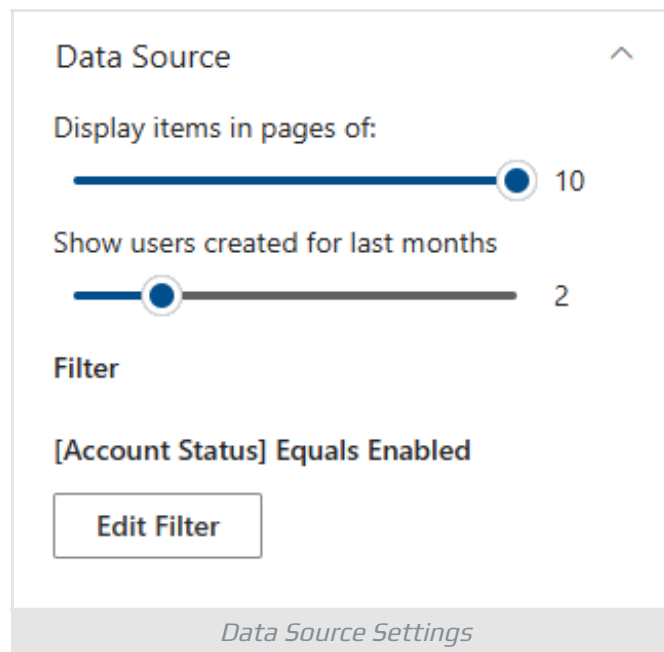 Data Source
Display items in pages of:
10
Show users created for last months
2
Filter
[Account Status] Equals Enabled
Edit Filter
Data Source Settings